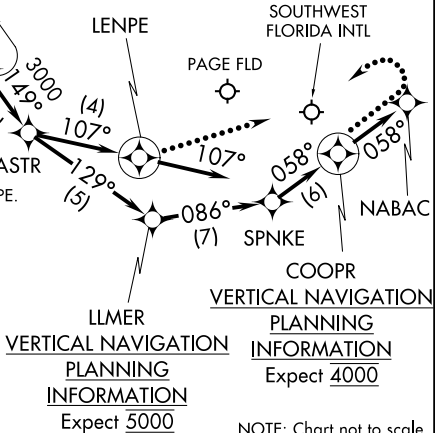 SOUTHWEST
FLORIDA INTL
LENPE
PAGE FLD
3000
149°
(4)
107°
107°
058°
058°
(6)
ASTR
129°
(5)
PE.
086°
(7)
SPNKE
NABAC
COOPR
VERTICAL NAVIGATION
PLANNING
INFORMATION
Expect 4000
LLMER
VERTICAL NAVIGATION
PLANNING
INFORMATION
Expect 5000
NOTE: Chart not to scale